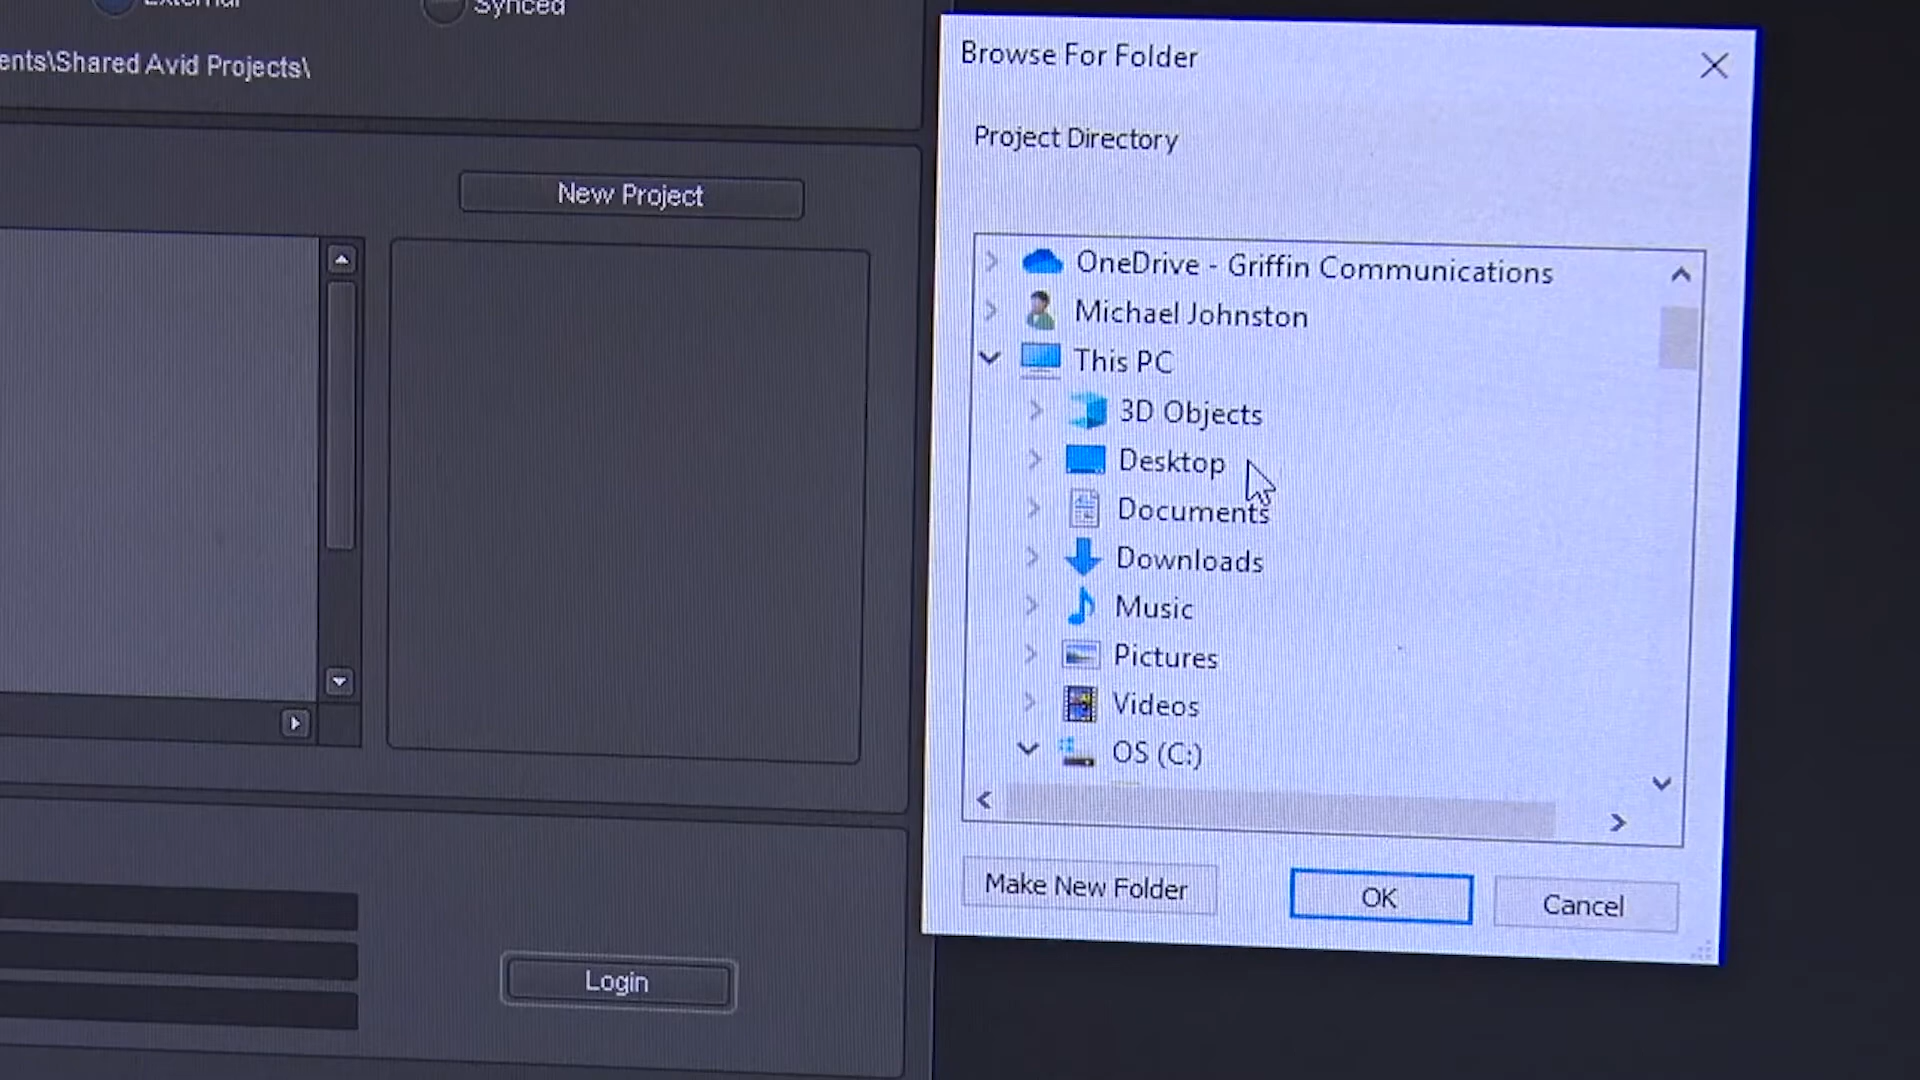 External
Synced
ents\Shared Avid Projects\
New Project
Login
Browse For Folder
Project Directory
OneDrive - Griffin Communications
Michael Johnston
This PC
3D Objects
Desktop
Documents
Downloads
Music
Pictures
Videos
OS (C:)
Make New Folder
OK
Cancel